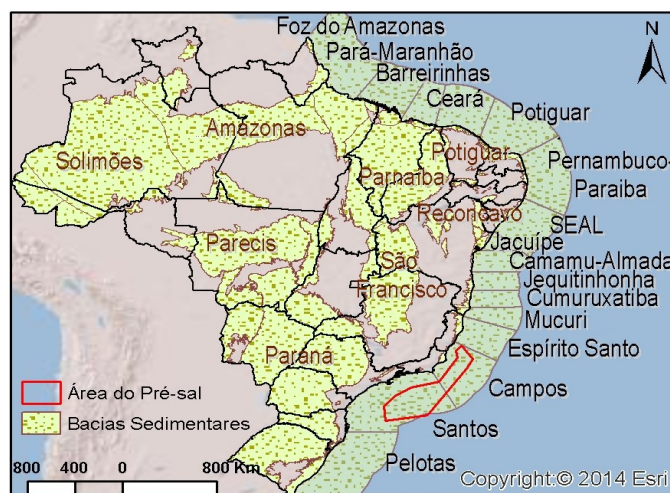 Foz do Amazonas
Pará-Maranhão
Barreirinhas
Ceará
Potiguar
Pernambuco-
Paraiba
SEAL
Jacuípe
Camamu-Almada
Jequitinhonha
Cumuruxatiba
Mucuri
Espírito Santo
Campos
Santos
Pelotas
Amazonas
Solimões
Potiguar
Parnaíba
Recôncavo
Parecis
São
Francisco
Paraná
N
Área do Pré-sal
Bacias Sedimentares
800 400 0 800 Km
Copyright:© 2014 Esri